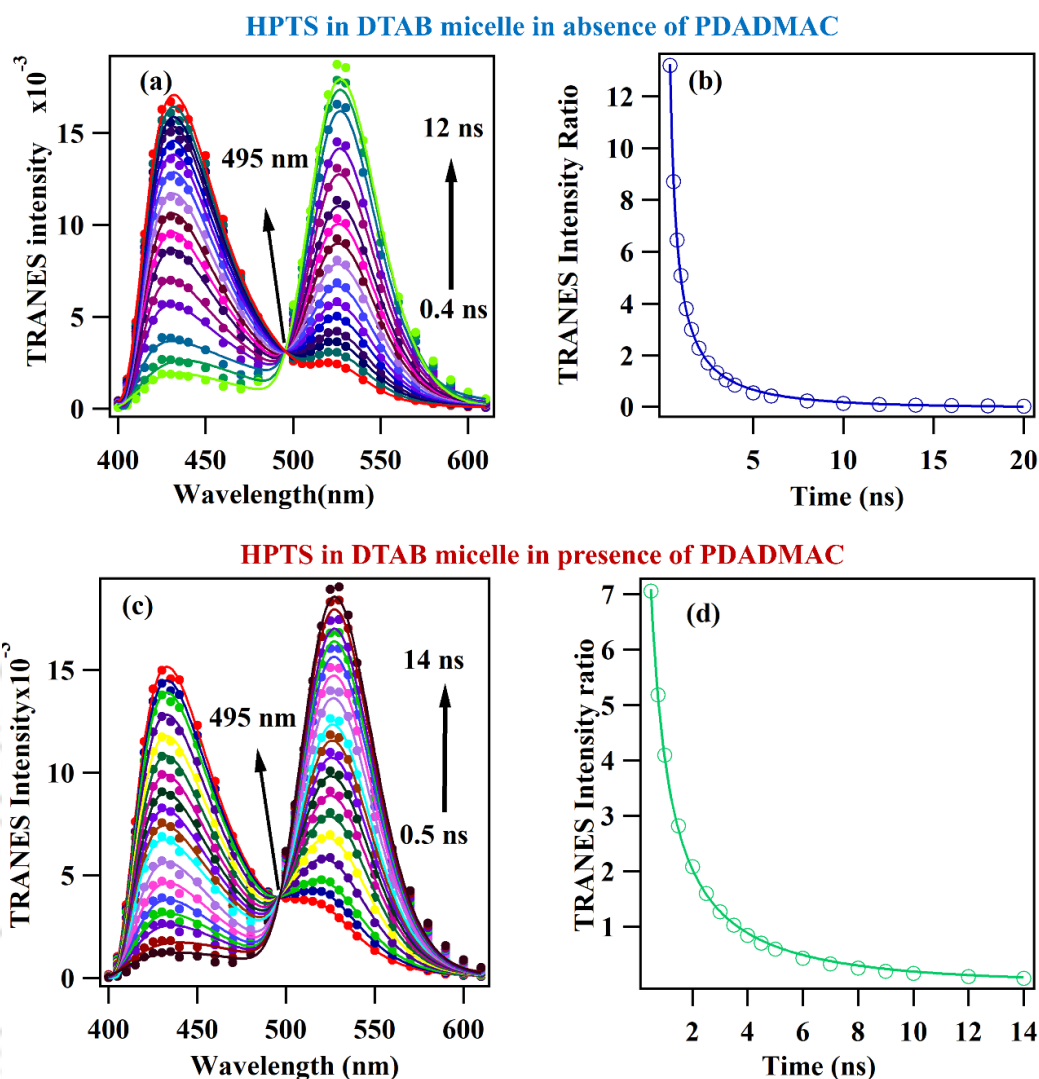 HPTS in DTAB micelle in absence of PDADMAC
(a)
TRANES intensity x10⁻³
15
10
5
0
495 nm
12 ns
0.4 ns
400 450 500 550 600
Wavelength(nm)
(b)
TRANES Intensity Ratio
12
10
8
6
4
2
0
5 10 15 20
Time (ns)
HPTS in DTAB micelle in presence of PDADMAC
(c)
TRANES Intensityx10⁻³
15
10
5
0
495 nm
14 ns
0.5 ns
400 450 500 550 600
Wavelength (nm)
(d)
TRANES Intensity ratio
7
6
5
4
3
2
1
2 4 6 8 10 12 14
Time (ns)